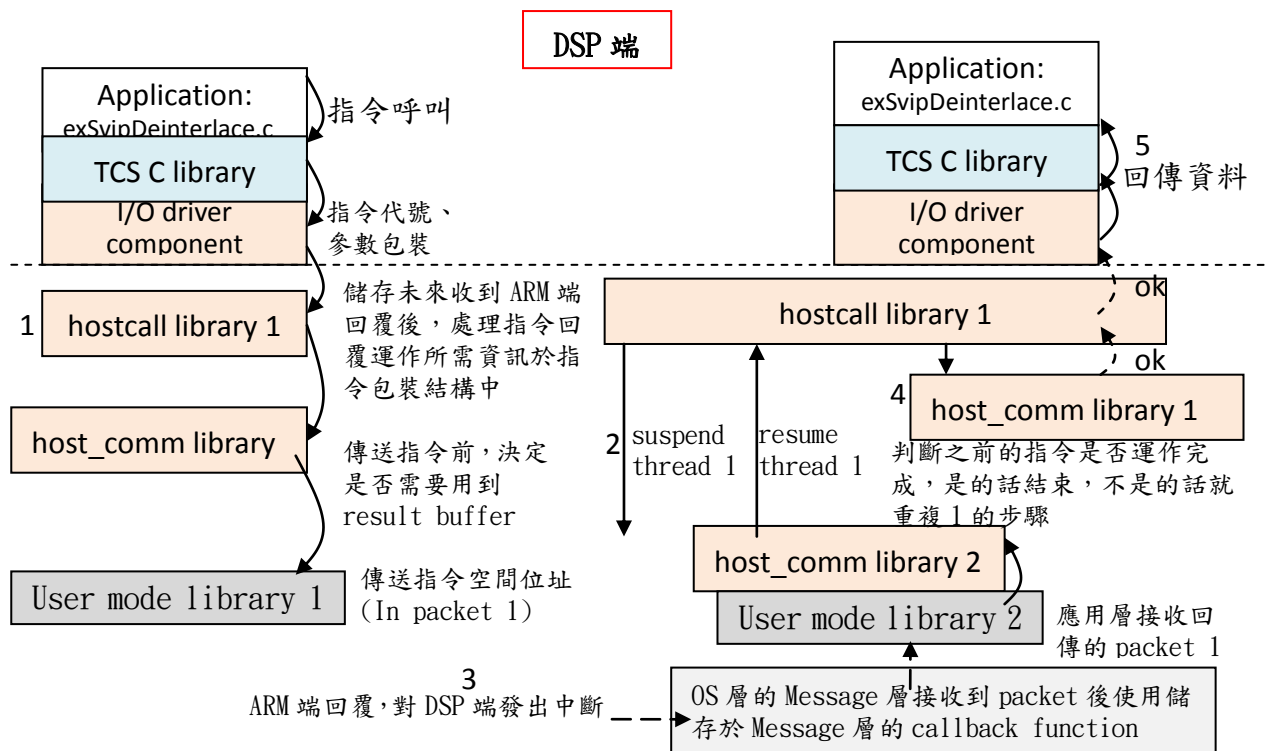 DSP 端
Application:
exSvipDeinterlace.c
指令呼叫
TCS C library
I/O driver
component
指令代號、
參數包裝
1
hostcall library 1
儲存未來收到 ARM 端
回覆後，處理指令回
覆運作所需資訊於指
令包裝結構中
host_comm library
傳送指令前，決定
是否需要用到
result buffer
User mode library 1
傳送指令空間位址
(In packet 1)
Application:
exSvipDeinterlace.c
TCS C library
I/O driver
component
5
回傳資料
ok
hostcall library 1
ok
2
suspend
thread 1
resume
thread 1
4
host_comm library 1
判斷之前的指令是否運作完
成，是的話結束，不是的話就
重複 1 的步驟
host_comm library 2
User mode library 2
應用層接收回
傳的 packet 1
3
ARM 端回覆，對 DSP 端發出中斷
OS 層的 Message 層接收到 packet 後使用儲
存於 Message 層的 callback function